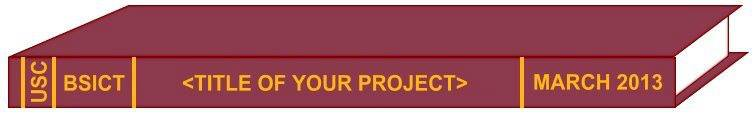 USC
BSICT
<TITLE OF YOUR PROJECT>
MARCH 2013